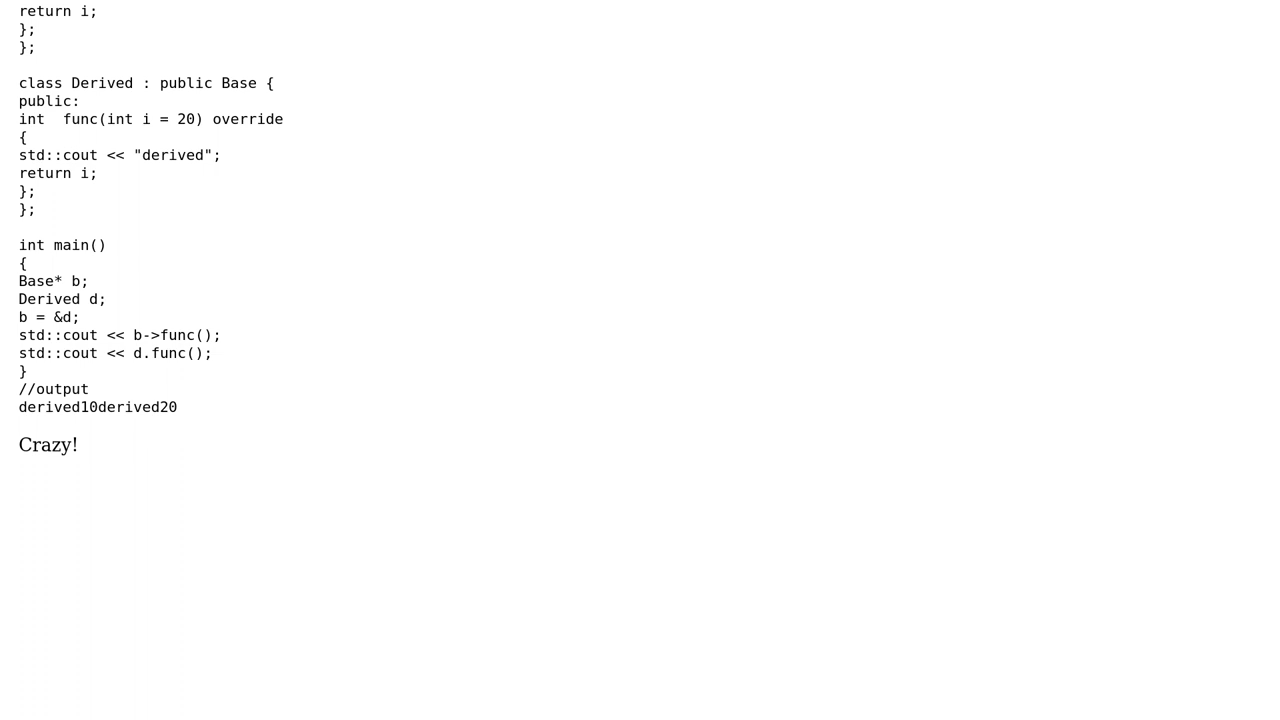 return i;
};
};

class Derived : public Base {
public:
int  func(int i = 20) override
{
std::cout << "derived";
return i;
};
};

int main()
{
Base* b;
Derived d;
b = &d;
std::cout << b->func();
std::cout << d.func();
}
//output
derived10derived20

Crazy!